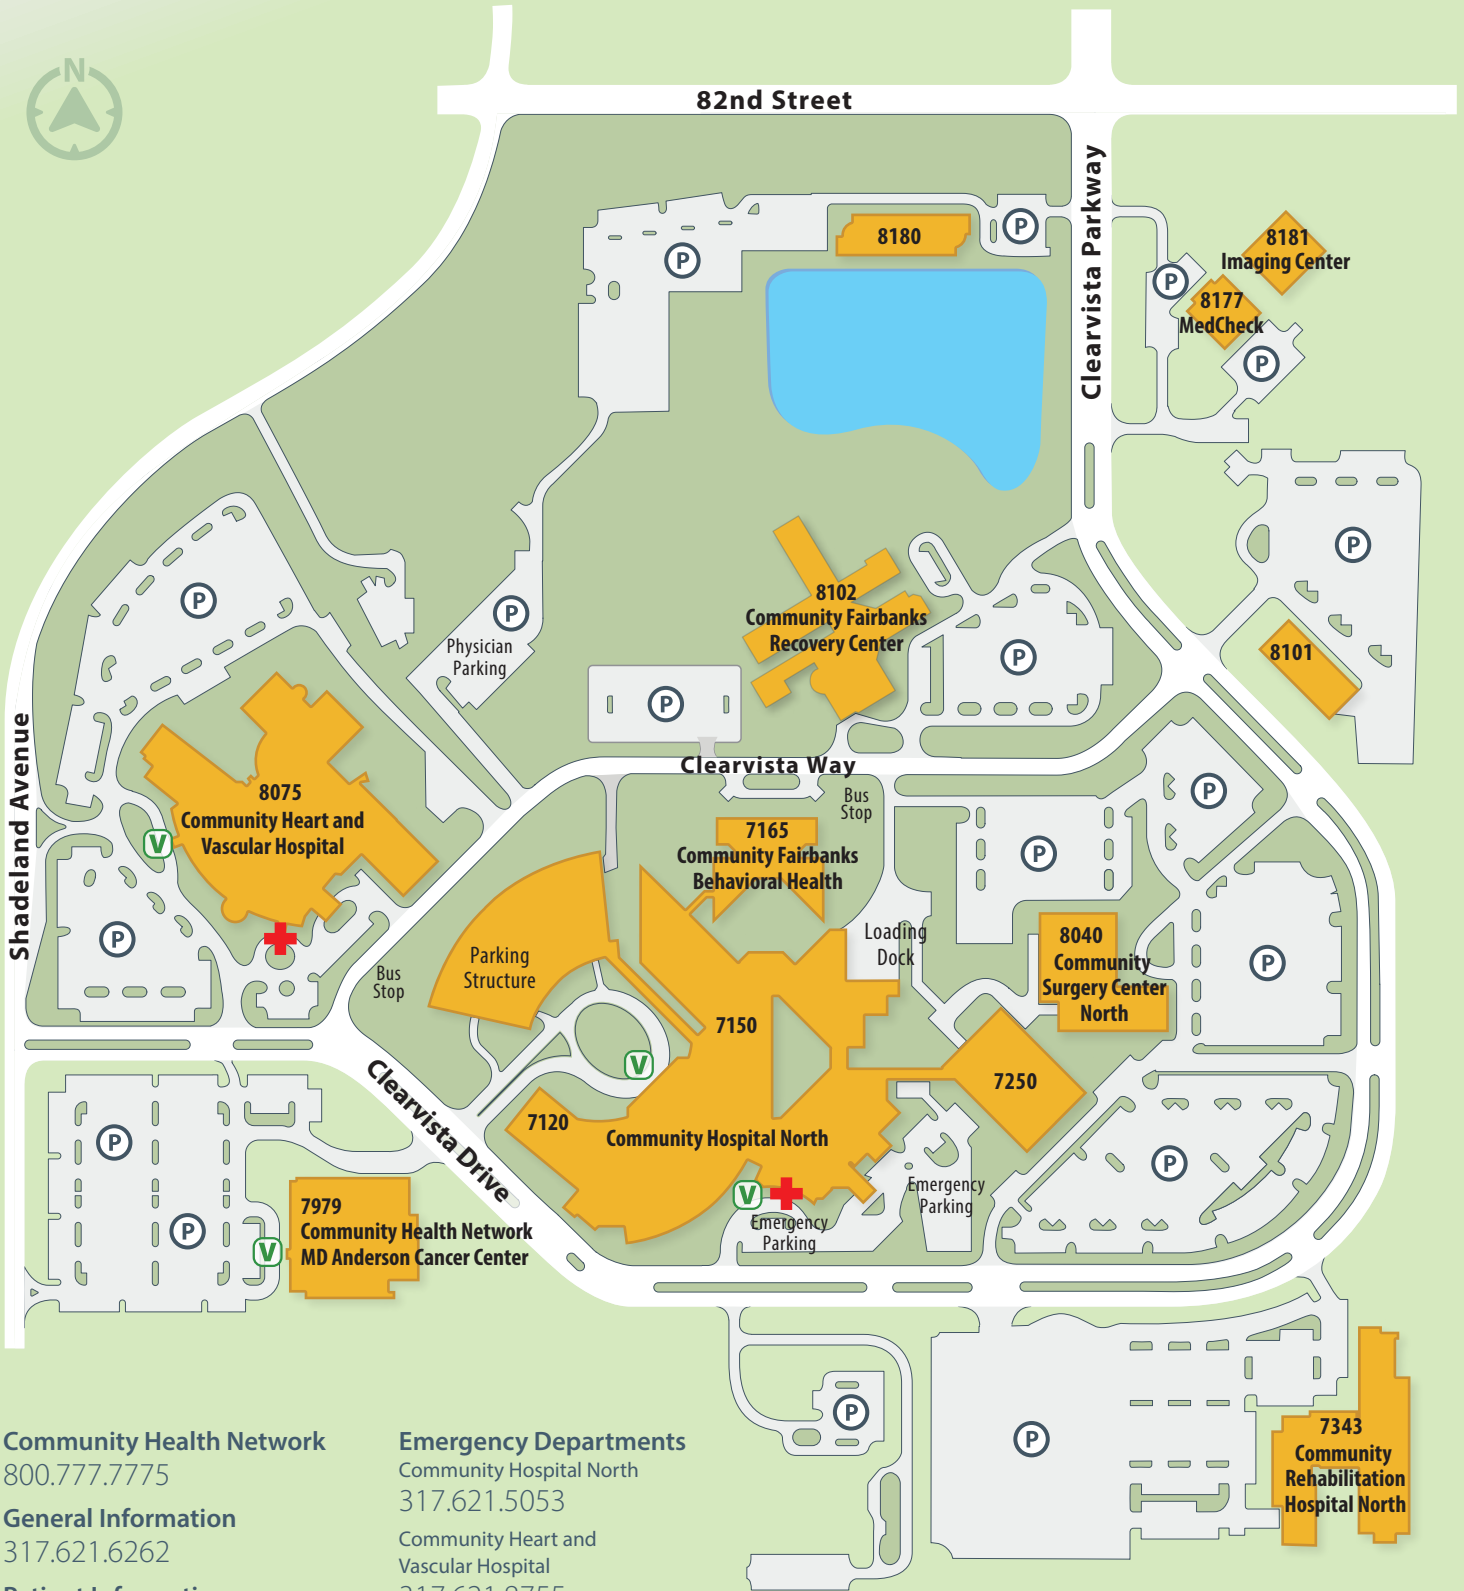 N
82nd Street
Clearvista Parkway
8180
P
P
8181
Imaging Center
P
8177
MedCheck
P
P
P
P
Physician
Parking
8102
Community Fairbanks
Recovery Center
P
8101
P
Shadeland Avenue
Clearvista Way
Bus
Stop
P
8075
Community Heart and
Vascular Hospital
V
7165
Community Fairbanks
Behavioral Health
P
P
Parking
Structure
Bus
Stop
Loading
Dock
8040
Community
Surgery Center
North
P
7150
V
7250
Clearvista Drive
7120
Community Hospital North
P
P
V
Emergency
Parking
Emergency
Parking
7979
Community Health Network
MD Anderson Cancer Center
P
V
P
P
7343
Community
Rehabilitation
Hospital North
Community Health Network
800.777.7775
General Information
317.621.6262
Emergency Departments
Community Hospital North
317.621.5053
Community Heart and
Vascular Hospital